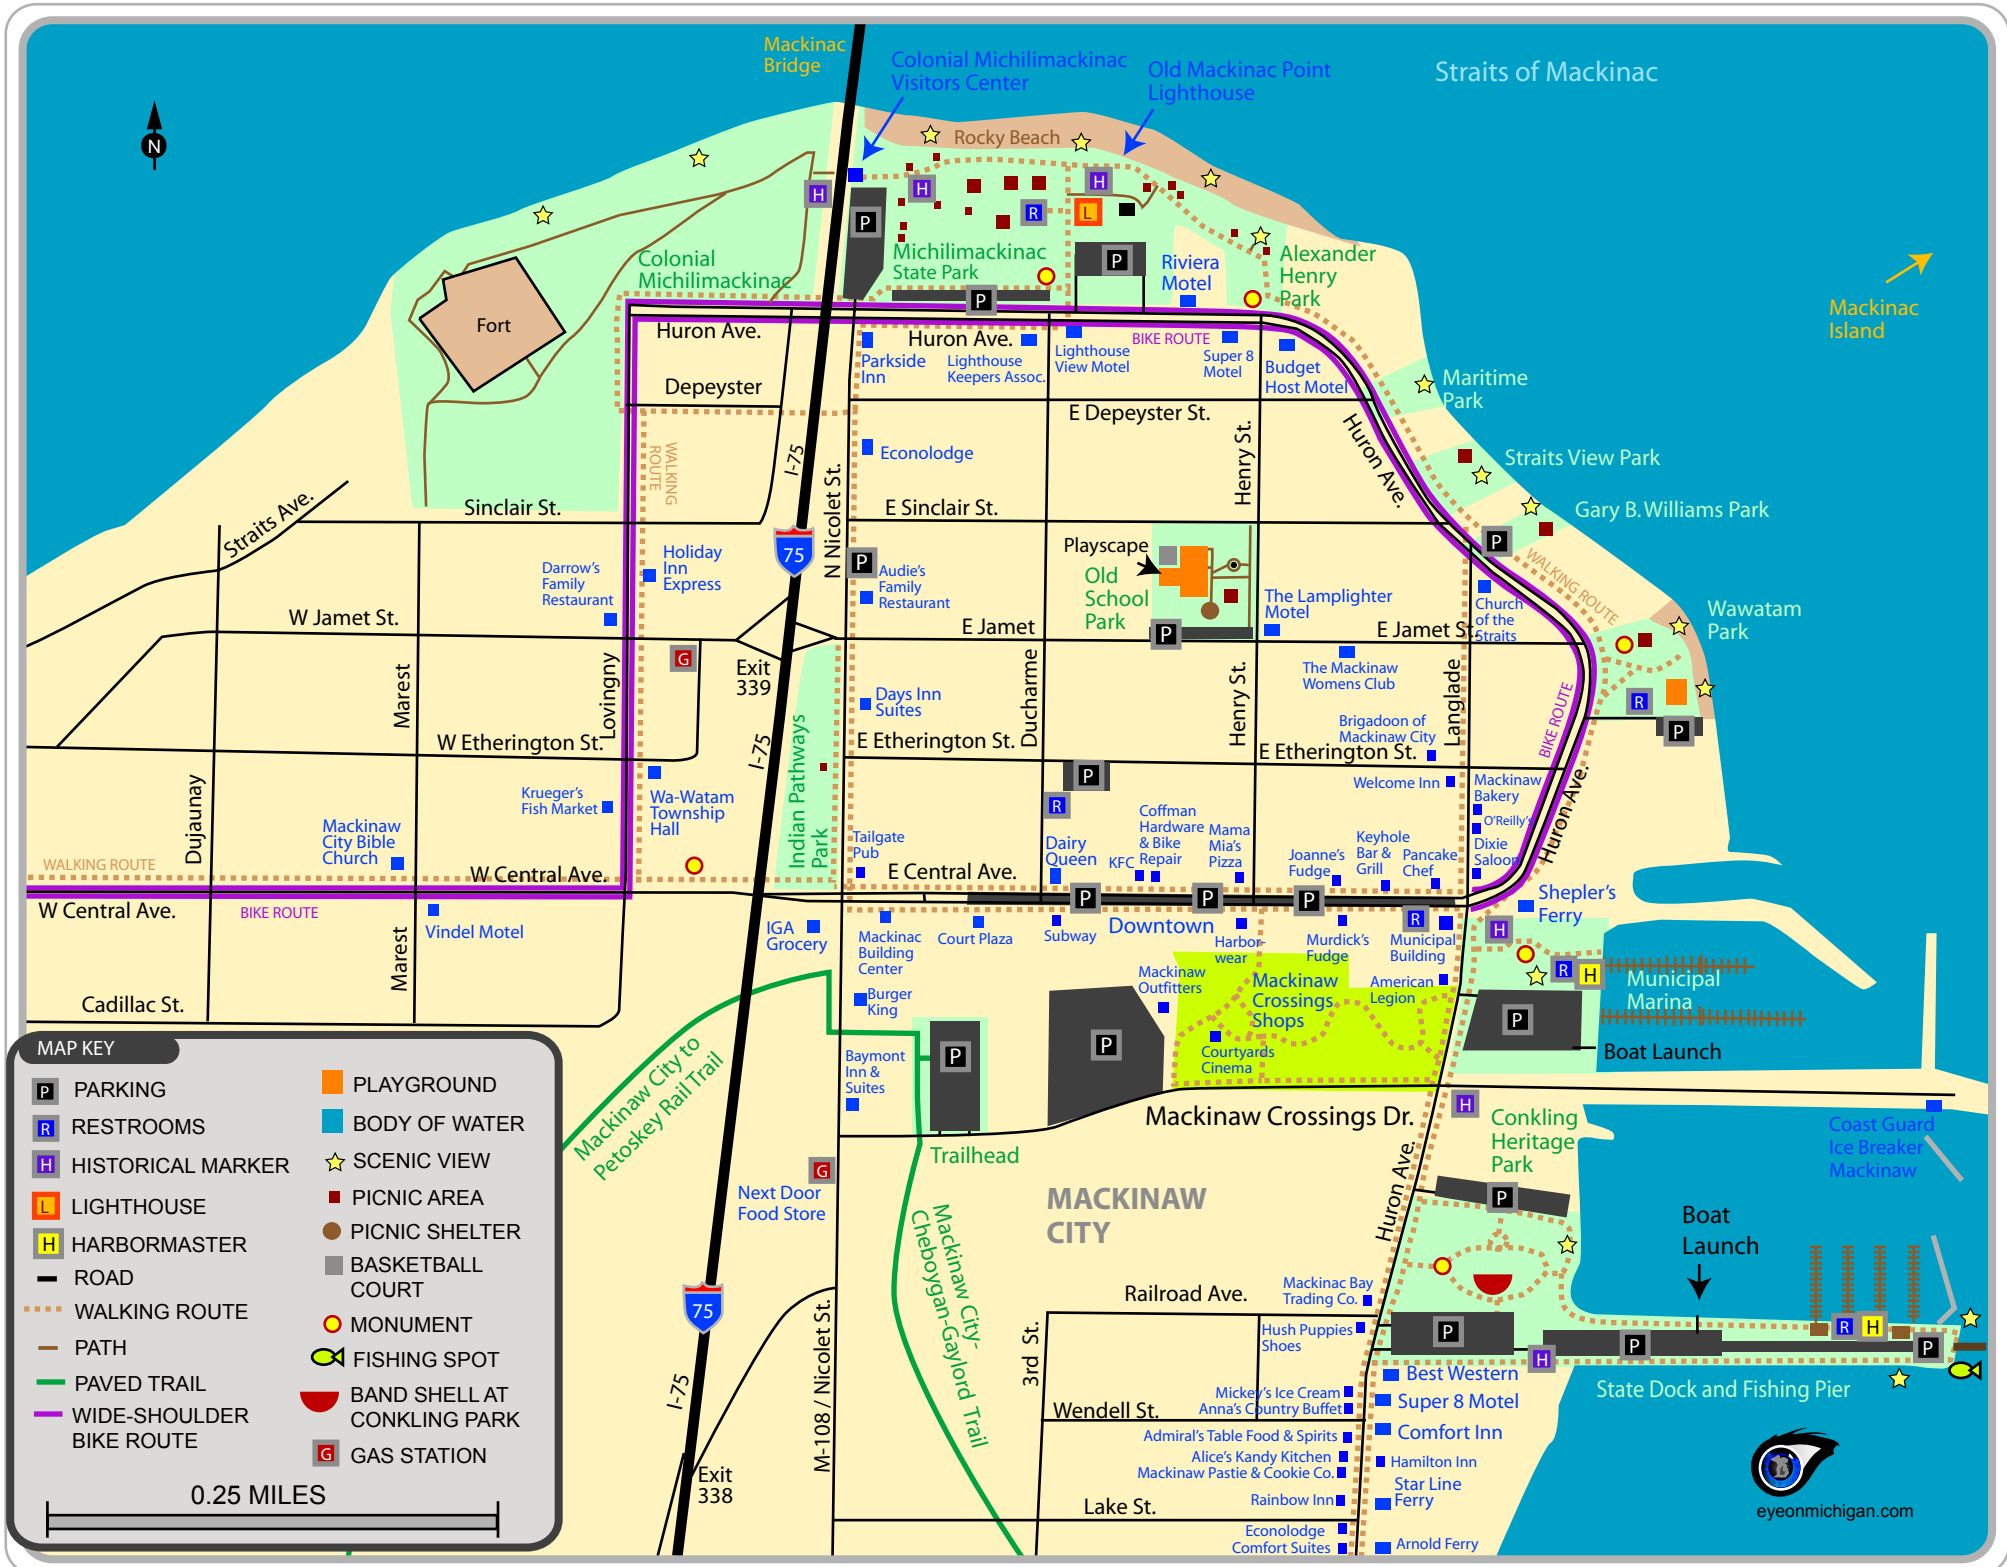 Mackinac
Bridge
Colonial Michilimackinac
Visitors Center
Old Mackinac Point
Lighthouse
Straits of Mackinac
N
Rocky Beach
H
H
H
P
R
L
Colonial
Michilimackinac
Michilimackinac
State Park
P
P
Riviera
Motel
Alexander
Henry
Park
Mackinac
Island
Fort
Huron Ave.
Huron Ave.
BIKE ROUTE
Parkside
Inn
Lighthouse
Keepers Assoc.
Lighthouse
View Motel
Super 8
Motel
Budget
Host Motel
Depeyster
E Depeyster St.
Maritime
Park
WALKING
ROUTE
I-75
N Nicolet St.
Econolodge
Henry St.
Huron Ave.
Straits View Park
Straits Ave.
Sinclair St.
E Sinclair St.
Gary B. Williams Park
P
75
P
Playscape
Old
School
Park
P
WALKING ROUTE
Darrow's
Family
Restaurant
Holiday
Inn
Express
Audie's
Family
Restaurant
The Lamplighter
Motel
Church
of the
Straits
Wawatam
Park
W Jamet St.
E Jamet
E Jamet St.
G
Exit
339
Marest
Lovingny
Ducharme
Henry St.
Langlade
The Mackinaw
Womens Club
Days Inn
Suites
R
P
BIKE ROUTE
Brigadoon of
Mackinaw City
W Etherington St.
E Etherington St.
E Etherington St.
I-75
Indian Pathways
Park
P
R
Welcome Inn
Mackinaw
Bakery
O'Reilly's
Dixie
Saloon
Huron Ave.
Dujaunay
Krueger's
Fish Market
Wa-Watam
Township
Hall
Mackinaw
City Bible
Church
Tailgate
Pub
Dairy
Queen
KFC
Coffman
Hardware
& Bike
Repair
Mama
Mia's
Pizza
Joanne's
Fudge
Keyhole
Bar &
Grill
Pancake
Chef
WALKING ROUTE
W Central Ave.
E Central Ave.
W Central Ave.
BIKE ROUTE
P
P
P
Shepler's
Ferry
Marest
Vindel Motel
IGA
Grocery
Mackinac
Building
Center
Court Plaza
Subway
Downtown
Harbor-
wear
Murdick's
Fudge
R
Municipal
Building
H
R
H
Municipal
Marina
Mackinaw
Outfitters
Mackinaw
Crossings
Shops
American
Legion
Cadillac St.
Burger
King
P
P
P
Courtyards
Cinema
Boat Launch
Baymont
Inn &
Suites
Mackinaw City to
Petoskey Rail Trail
Mackinaw Crossings Dr.
H
Conkling
Heritage
Park
Coast Guard
Ice Breaker
Mackinaw
Trailhead
G
Next Door
Food Store
MACKINAW
CITY
Huron Ave.
P
Boat
Launch
Mackinaw City-
Cheboygan-Gaylord Trail
75
Railroad Ave.
Mackinac Bay
Trading Co.
Hush Puppies
Shoes
P
H
P
R
H
P
3rd St.
M-108 / Nicolet St.
I-75
Exit
338
Best Western
Super 8 Motel
Comfort Inn
State Dock and Fishing Pier
Mickey's Ice Cream
Anna's Country Buffet
Wendell St.
Admiral's Table Food & Spirits
Alice's Kandy Kitchen
Mackinaw Pastie & Cookie Co.
Hamilton Inn
Star Line
Ferry
Rainbow Inn
Lake St.
Econolodge
Comfort Suites
Arnold Ferry
eyeonmichigan.com
MAP KEY
P PARKING
R RESTROOMS
H HISTORICAL MARKER
L LIGHTHOUSE
H HARBORMASTER
ROAD
WALKING ROUTE
PATH
PAVED TRAIL
WIDE-SHOULDER
BIKE ROUTE
PLAYGROUND
BODY OF WATER
SCENIC VIEW
PICNIC AREA
PICNIC SHELTER
BASKETBALL
COURT
MONUMENT
FISHING SPOT
BAND SHELL AT
CONKLING PARK
G GAS STATION
0.25 MILES